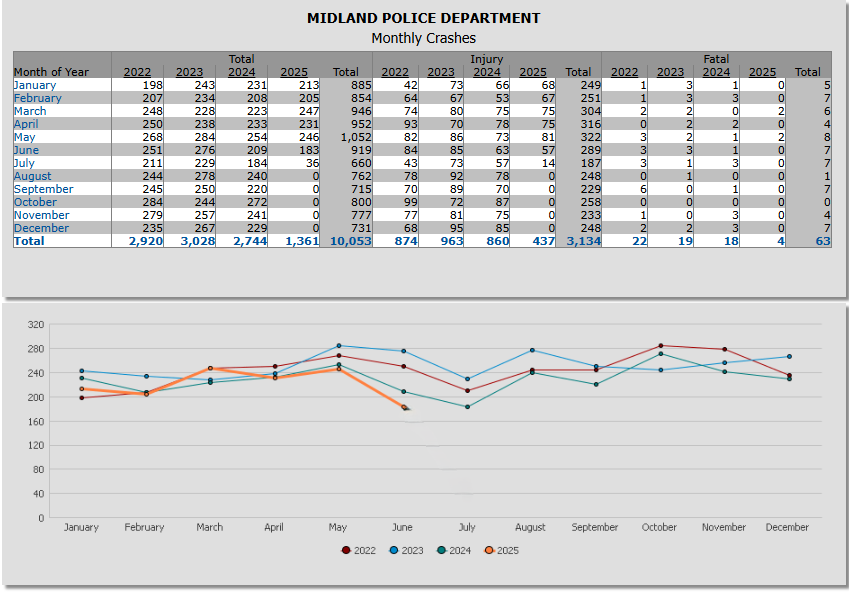 MIDLAND POLICE DEPARTMENT
Monthly Crashes
Total Injury Fatal
Month of Year 2022 2023 2024 2025 Total 2022 2023 2024 2025 Total 2022 2023 2024 2025 Total
January 198 243 231 213 885 42 73 66 68 249 1 3 1 0 5
February 207 234 208 205 854 64 67 53 67 251 1 3 3 0 7
March 248 228 223 247 946 74 80 75 75 304 2 2 0 2 6
April 250 238 233 231 952 93 70 78 75 316 0 2 2 0 4
May 268 284 254 246 1,052 82 86 73 81 322 3 2 1 2 8
June 251 276 209 183 919 84 85 63 57 289 3 3 1 0 7
July 211 229 184 36 660 43 73 57 14 187 3 1 3 0 7
August 244 278 240 0 762 78 92 78 0 248 0 1 0 0 1
September 245 250 220 0 715 70 89 70 0 229 6 0 1 0 7
October 284 244 272 0 800 99 72 87 0 258 0 0 0 0 0
November 279 257 241 0 777 77 81 75 0 233 1 0 3 0 4
December 235 267 229 0 731 68 95 85 0 248 2 2 3 0 7
Total 2,920 3,028 2,744 1,361 10,053 874 963 860 437 3,134 22 19 18 4 63
320
280
240
200
160
120
80
40
0
January February March April May June July August September October November December
2022 2023 2024 2025